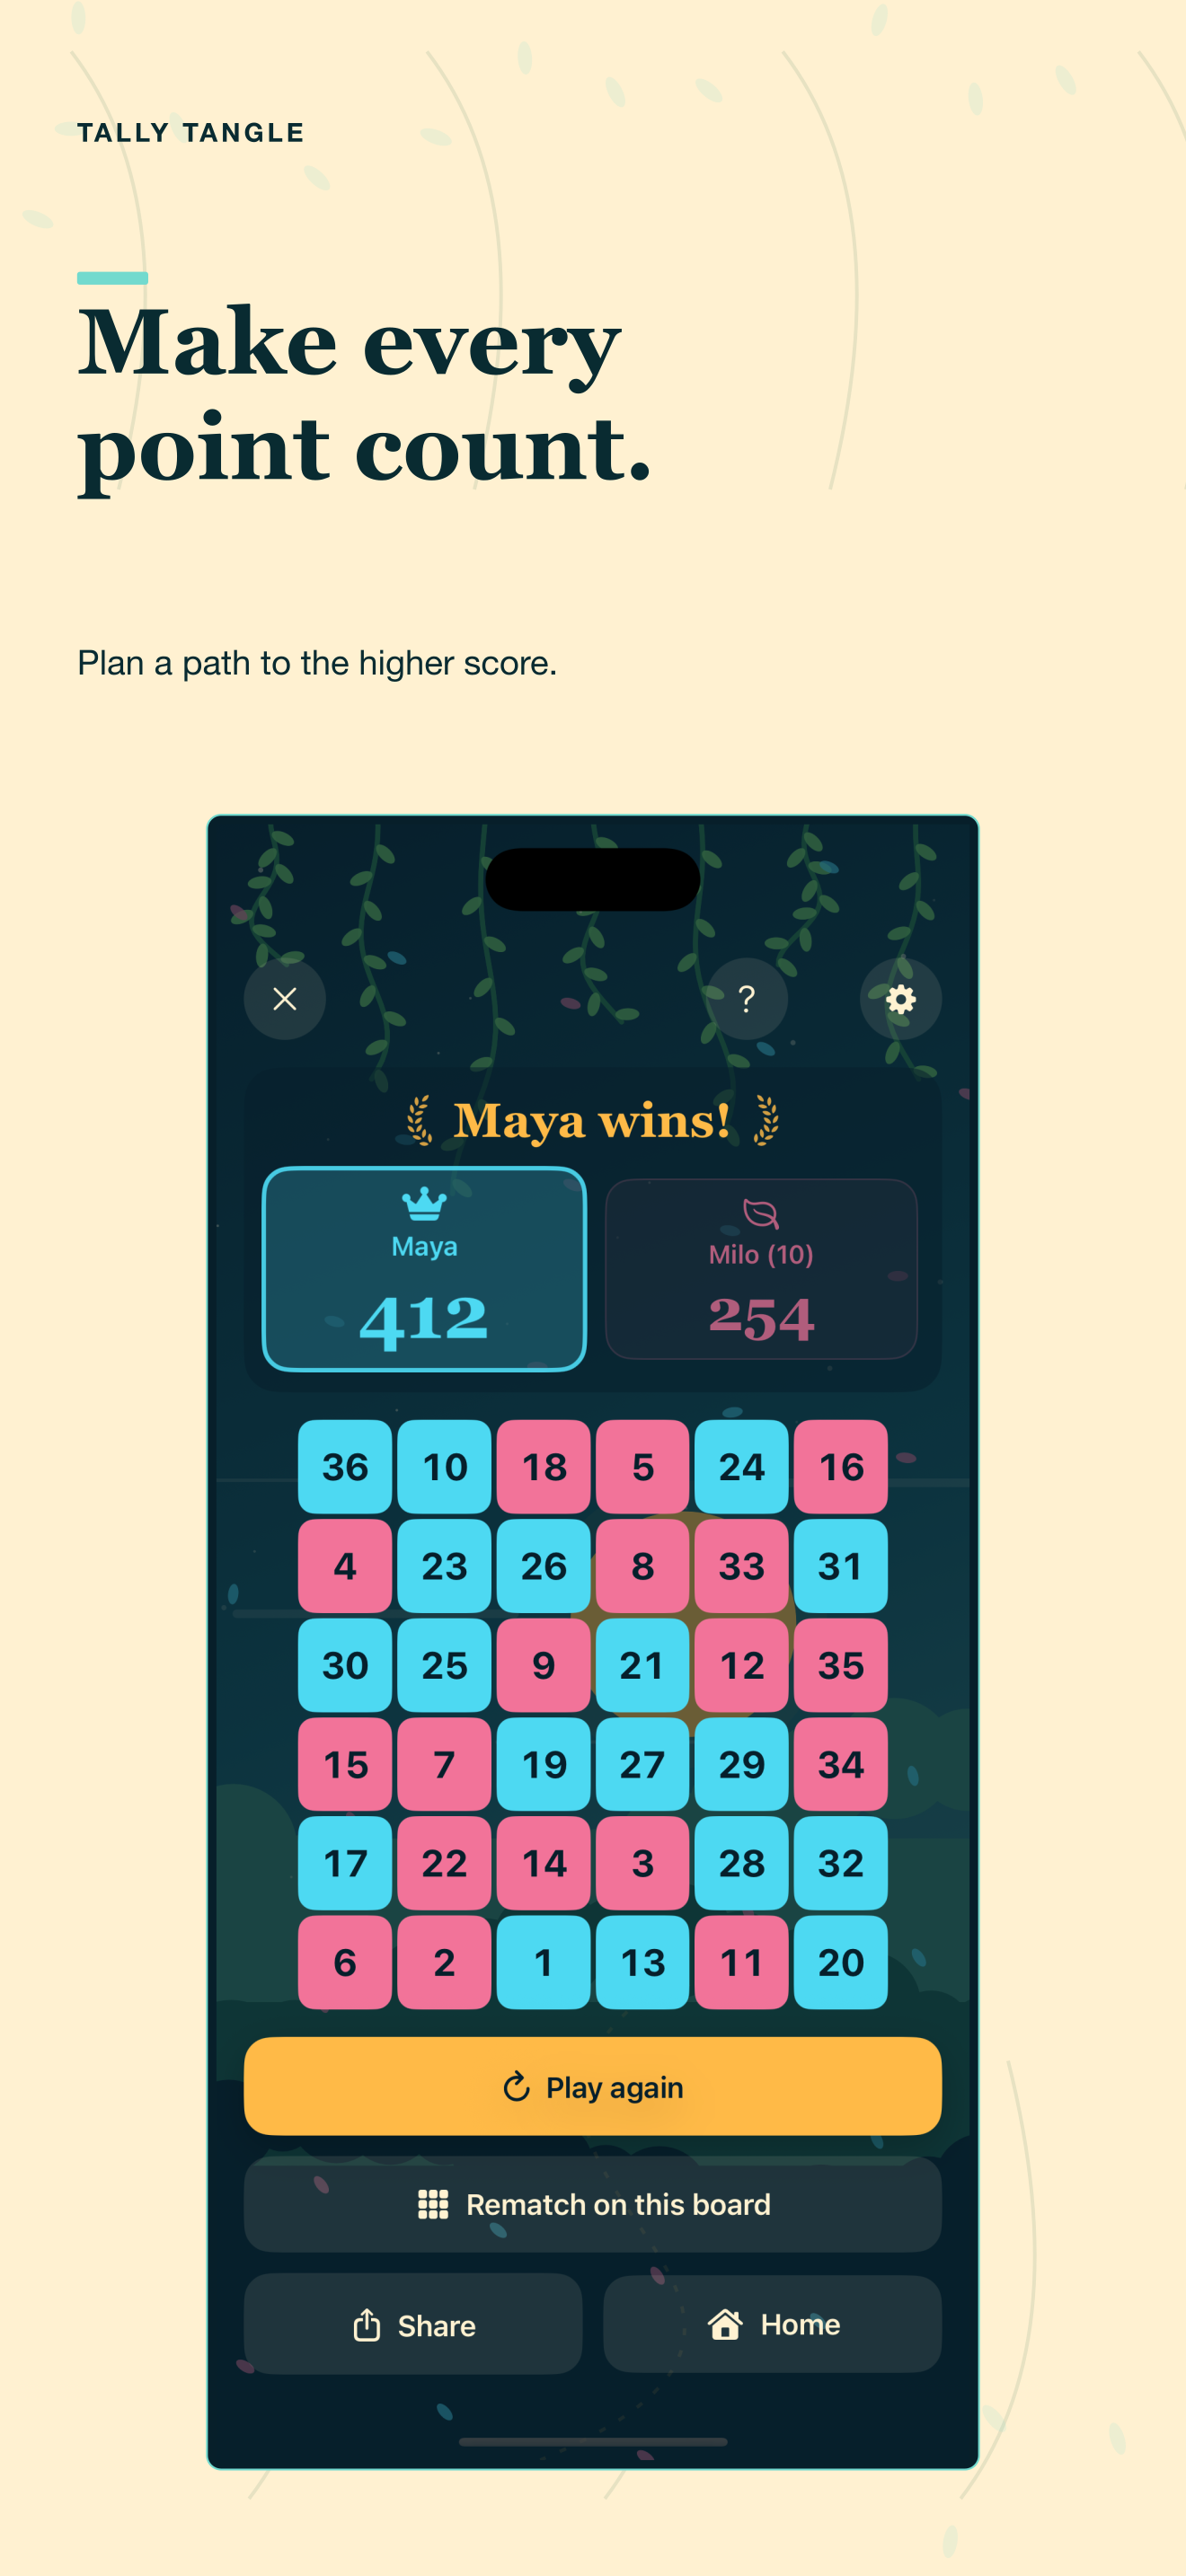 TALLY TANGLE
Make every
point count.
Plan a path to the higher score.
?
Maya wins!
Maya
412
Milo (10)
254
36 10 18 5 24 16
4 23 26 8 33 31
30 25 9 21 12 35
15 7 19 27 29 34
17 22 14 3 28 32
6 2 1 13 11 20
Play again
Rematch on this board
Share
Home